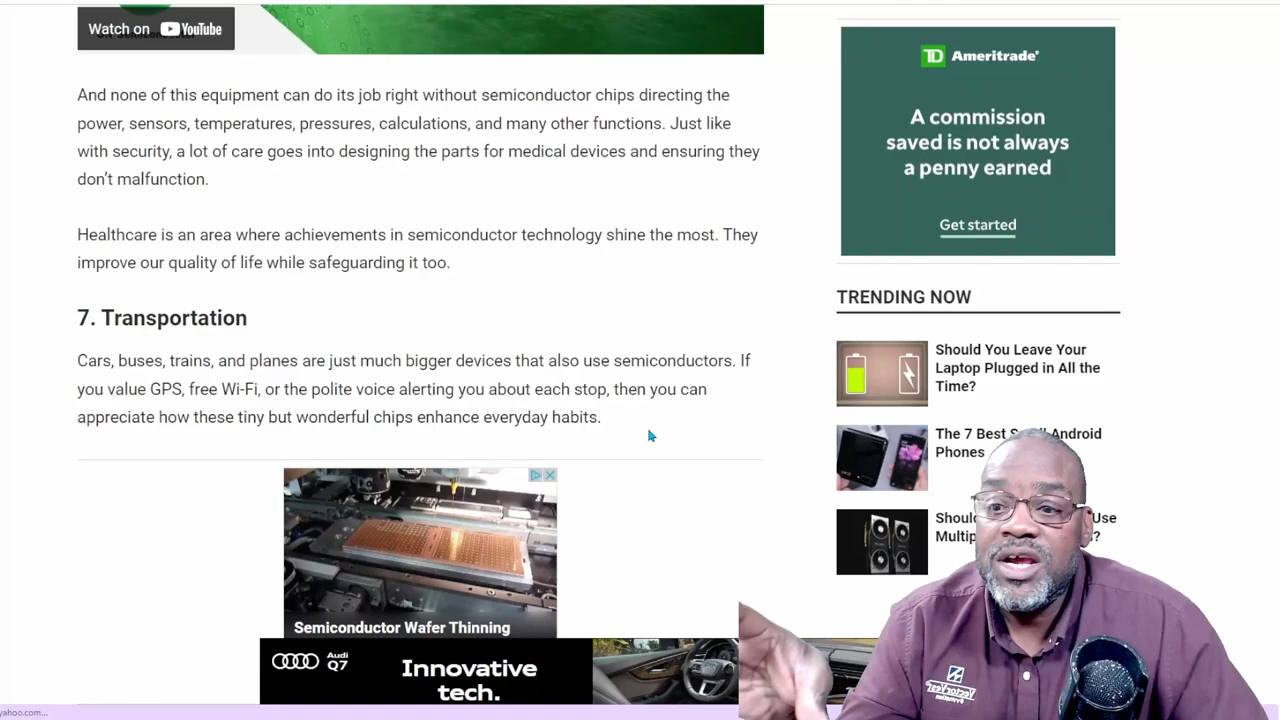 Watch on YouTube
And none of this equipment can do its job right without semiconductor chips directing the
power, sensors, temperatures, pressures, calculations, and many other functions. Just like
with security, a lot of care goes into designing the parts for medical devices and ensuring they
don’t malfunction.
Healthcare is an area where achievements in semiconductor technology shine the most. They
improve our quality of life while safeguarding it too.
7. Transportation
Cars, buses, trains, and planes are just much bigger devices that also use semiconductors. If
you value GPS, free Wi-Fi, or the polite voice alerting you about each stop, then you can
appreciate how these tiny but wonderful chips enhance everyday habits.
Semiconductor Wafer Thinning
Audi
Q7
Innovative
tech.
yahoo.com...
TD Ameritrade
A commission
saved is not always
a penny earned
Get started
TRENDING NOW
Should You Leave Your
Laptop Plugged in All the
Time?
The 7 Best Android
Phones
Use